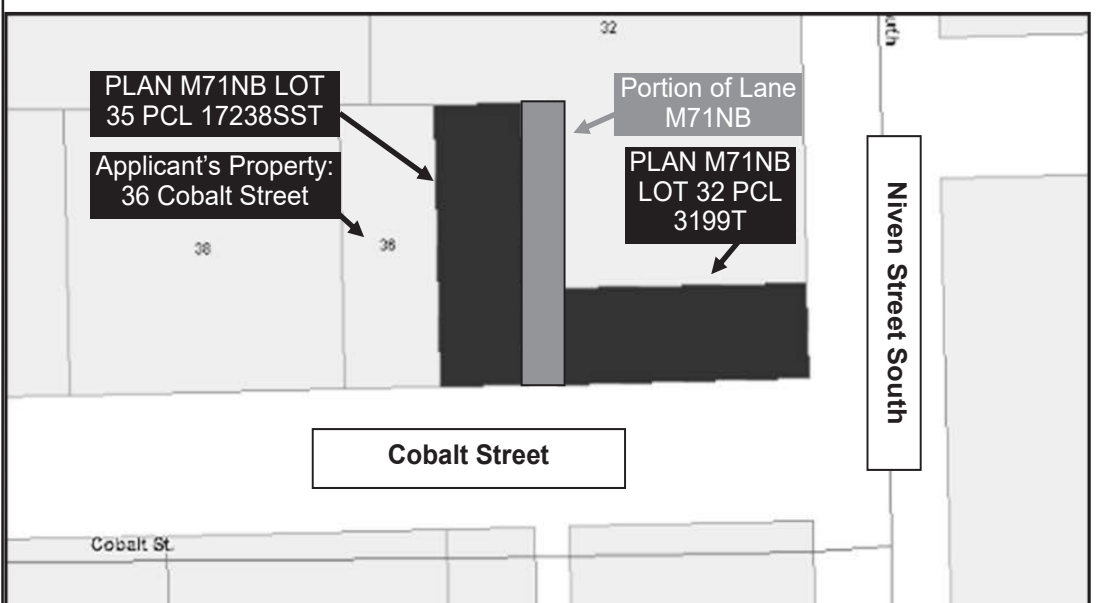 32
uth
PLAN M71NB LOT
35 PCL 17238SST
Portion of Lane
M71NB
Applicant's Property:
36 Cobalt Street
PLAN M71NB
LOT 32 PCL
3199T
38
36
Niven Street South
Cobalt Street
Cobalt St.